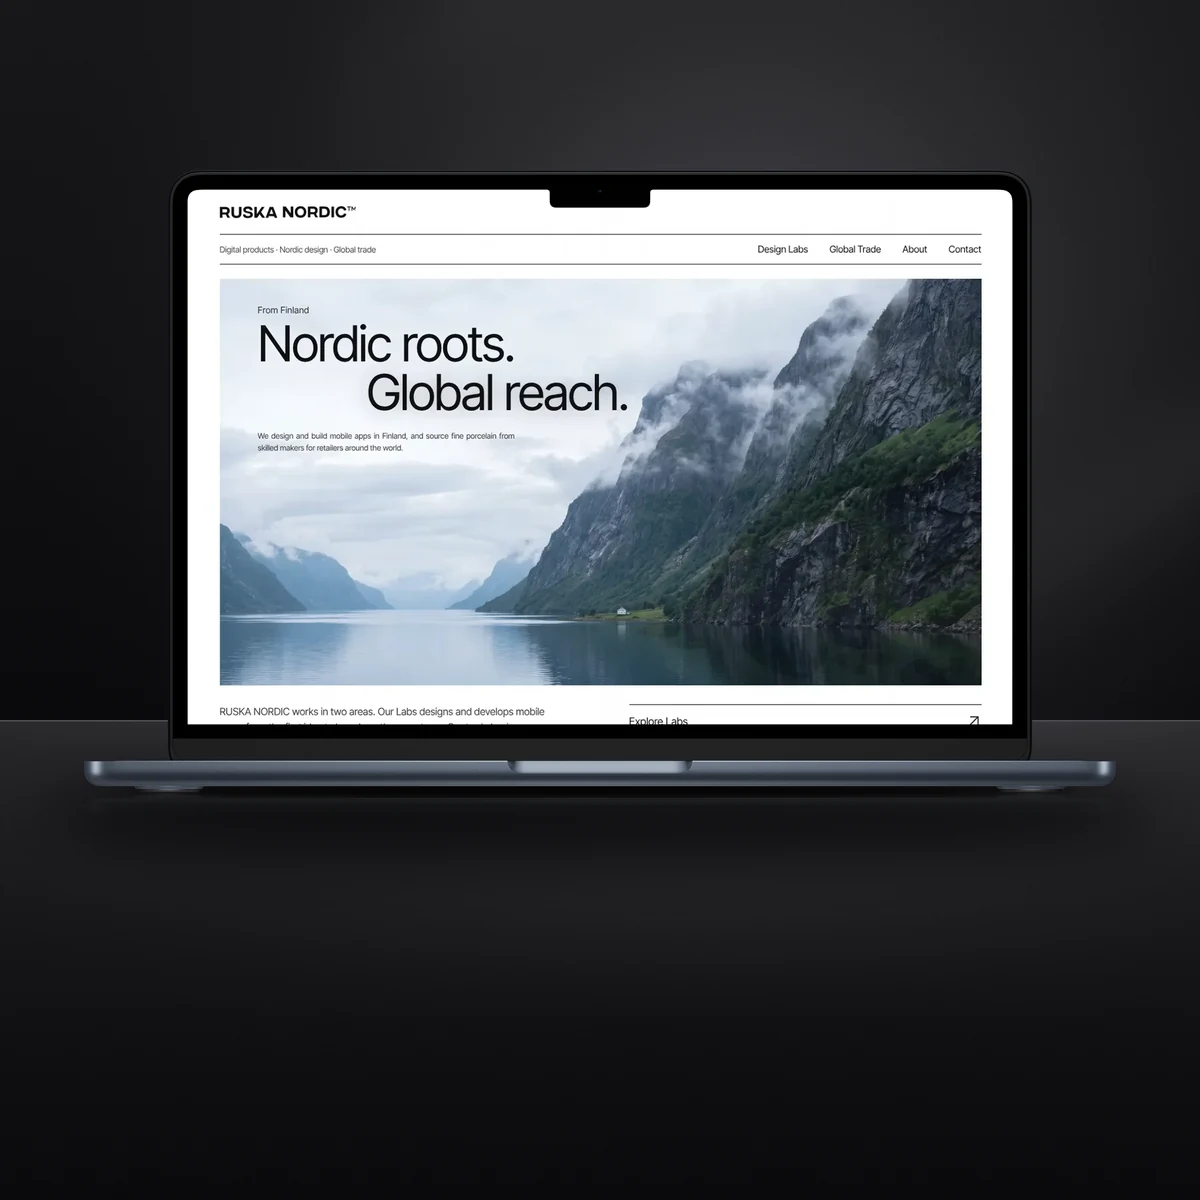 RUSKA NORDIC™
Digital products · Nordic design · Global trade
Design Labs
Global Trade
About
Contact
From Finland
Nordic roots.
Global reach.
We design and build mobile apps in Finland, and source fine porcelain from
skilled makers for retailers around the world.
RUSKA NORDIC works in two areas. Our Labs designs and develops mobile
Explore Labs